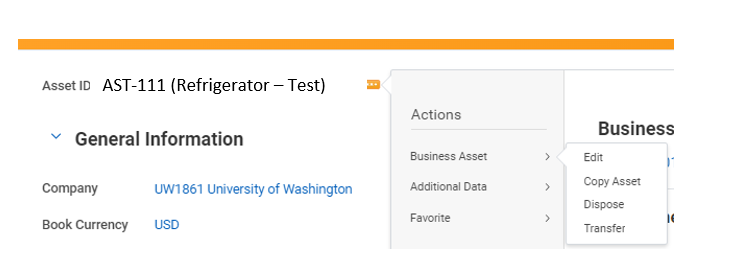 Asset ID AST-111 (Refrigerator – Test)
General Information
Company UW1861 University of Washington
Book Currency USD
Actions
Business Asset
Additional Data
Favorite
Edit
Copy Asset
Dispose
Transfer
Business